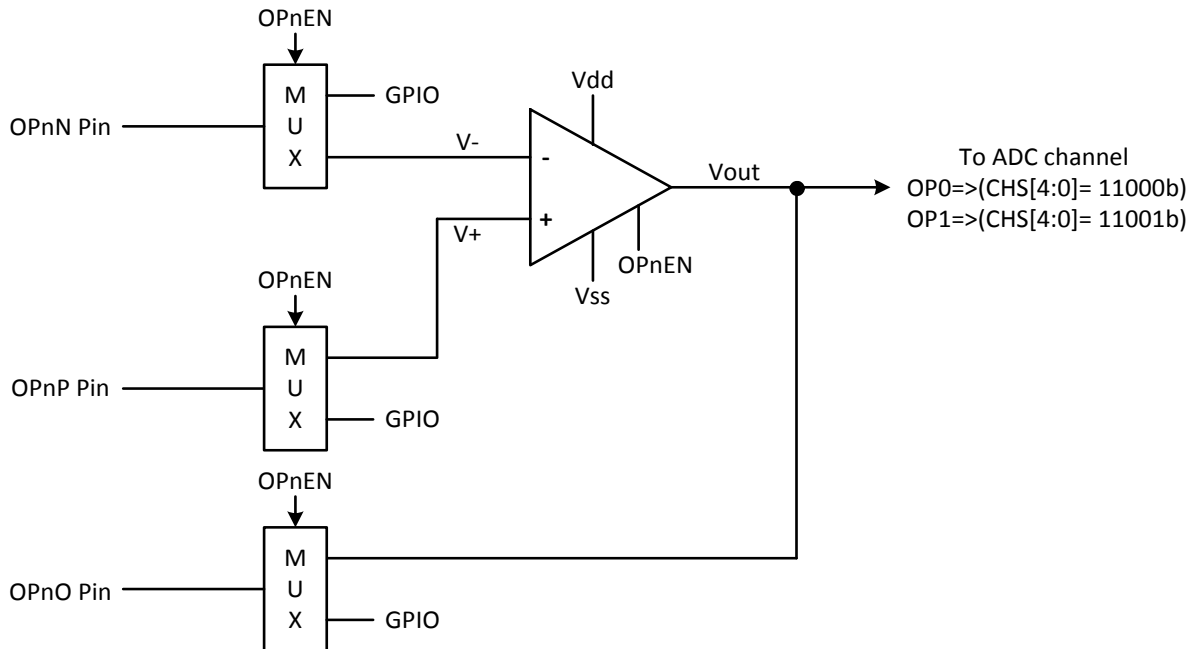 OPnEN
M
U
X
GPIO
OPnN Pin
V-
-
Vdd
Vout
To ADC channel
OP0=>(CHS[4:0]= 11000b)
OP1=>(CHS[4:0]= 11001b)
V+
+
OPnEN
Vss
OPnEN
M
U
X
OPnP Pin
GPIO
OPnEN
M
U
X
OPnO Pin
GPIO